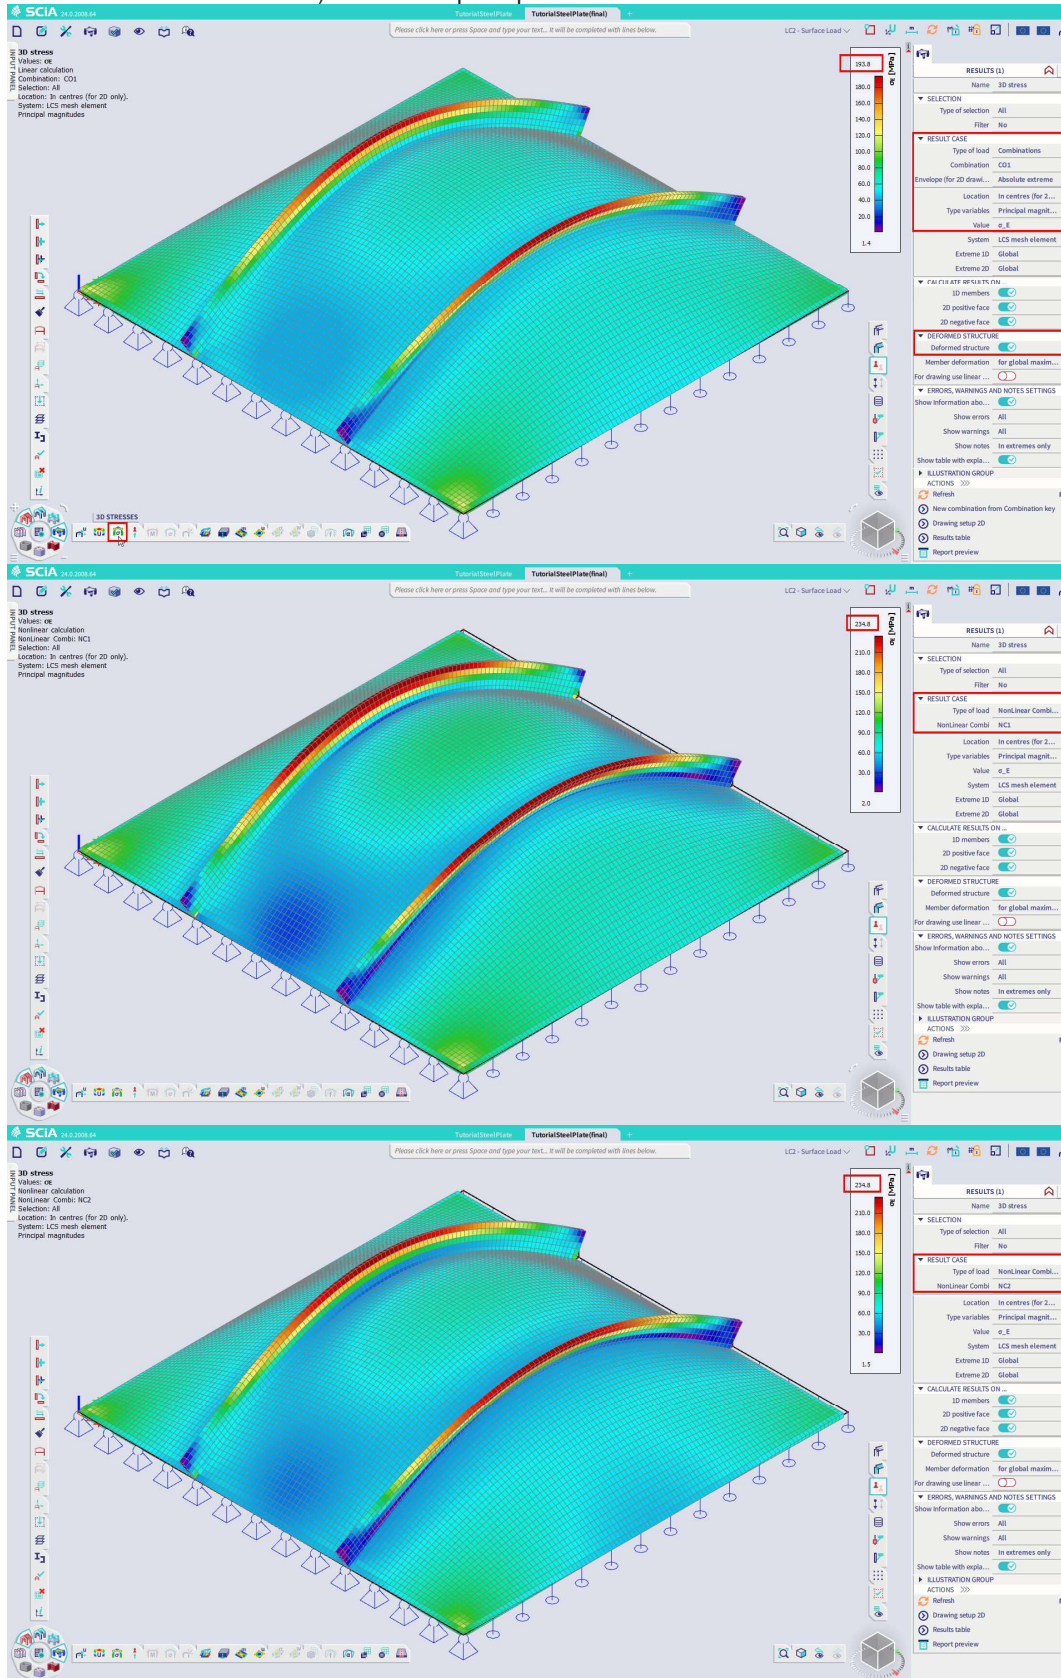 SCiA 24.0.2008.64
TutorialSteelPlate
TutorialSteelPlate(final)
Please click here or press Space and type your text... It will be completed with lines below.
LC2 - Surface Load
INPUT PANEL
3D stress
Values: σE
Linear calculation
Combination: CO1
Selection: All
Location: In centres (for 2D only).
System: LCS mesh element
Principal magnitudes
193.8
σE [MPa]
180.0
160.0
140.0
120.0
100.0
80.0
60.0
40.0
20.0
1.4
RESULTS (1)
Name 3D stress
SELECTION
Type of selection All
Filter No
RESULT CASE
Type of load Combinations
Combination CO1
Envelope (for 2D drawi... Absolute extreme
Location In centres (for 2...
Type variables Principal magnit...
Value σ_E
System LCS mesh element
Extreme 1D Global
Extreme 2D Global
CALCULATE RESULTS ON ...
1D members
2D positive face
2D negative face
DEFORMED STRUCTURE
Deformed structure
Member deformation for global maxim...
For drawing use linear ...
ERRORS, WARNINGS AND NOTES SETTINGS
Show Information abo...
Show errors All
Show warnings All
Show notes In extremes only
Show table with expla...
ILLUSTRATION GROUP
ACTIONS >>>
Refresh
New combination from Combination key
Drawing setup 2D
Results table
Report preview
3D STRESSES
SCiA 24.0.2008.64
TutorialSteelPlate
TutorialSteelPlate(final)
Please click here or press Space and type your text... It will be completed with lines below.
LC2 - Surface Load
INPUT PANEL
3D stress
Values: σE
Nonlinear calculation
NonLinear Combi: NC1
Selection: All
Location: In centres (for 2D only).
System: LCS mesh element
Principal magnitudes
234.8
σE [MPa]
210.0
180.0
150.0
120.0
90.0
60.0
30.0
2.0
RESULTS (1)
Name 3D stress
SELECTION
Type of selection All
Filter No
RESULT CASE
Type of load NonLinear Combi...
NonLinear Combi NC1
Location In centres (for 2...
Type variables Principal magnit...
Value σ_E
System LCS mesh element
Extreme 1D Global
Extreme 2D Global
CALCULATE RESULTS ON ...
1D members
2D positive face
2D negative face
DEFORMED STRUCTURE
Deformed structure
Member deformation for global maxim...
For drawing use linear ...
ERRORS, WARNINGS AND NOTES SETTINGS
Show Information abo...
Show errors All
Show warnings All
Show notes In extremes only
Show table with expla...
ILLUSTRATION GROUP
ACTIONS >>>
Refresh
Drawing setup 2D
Results table
Report preview
SCiA 24.0.2008.64
TutorialSteelPlate
TutorialSteelPlate(final)
Please click here or press Space and type your text... It will be completed with lines below.
LC2 - Surface Load
INPUT PANEL
3D stress
Values: σE
Nonlinear calculation
NonLinear Combi: NC2
Selection: All
Location: In centres (for 2D only).
System: LCS mesh element
Principal magnitudes
234.8
σE [MPa]
210.0
180.0
150.0
120.0
90.0
60.0
30.0
1.5
RESULTS (1)
Name 3D stress
SELECTION
Type of selection All
Filter No
RESULT CASE
Type of load NonLinear Combi...
NonLinear Combi NC2
Location In centres (for 2...
Type variables Principal magnit...
Value σ_E
System LCS mesh element
Extreme 1D Global
Extreme 2D Global
CALCULATE RESULTS ON ...
1D members
2D positive face
2D negative face
DEFORMED STRUCTURE
Deformed structure
Member deformation for global maxim...
For drawing use linear ...
ERRORS, WARNINGS AND NOTES SETTINGS
Show Information abo...
Show errors All
Show warnings All
Show notes In extremes only
Show table with expla...
ILLUSTRATION GROUP
ACTIONS >>>
Refresh
Drawing setup 2D
Results table
Report preview